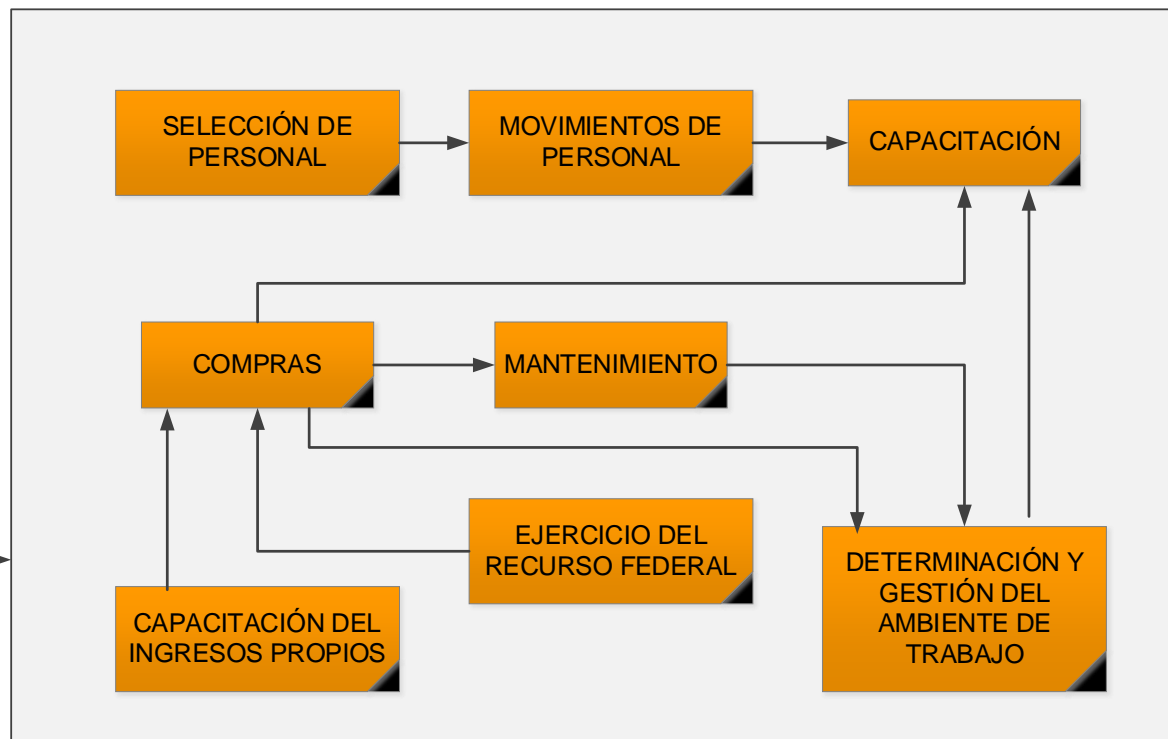 SELECCIÓN DE
PERSONAL
MOVIMIENTOS DE
PERSONAL
CAPACITACIÓN
COMPRAS
MANTENIMIENTO
EJERCICIO DEL
RECURSO FEDERAL
DETERMINACIÓN Y
GESTIÓN DEL
AMBIENTE DE
TRABAJO
CAPACITACIÓN DEL
INGRESOS PROPIOS